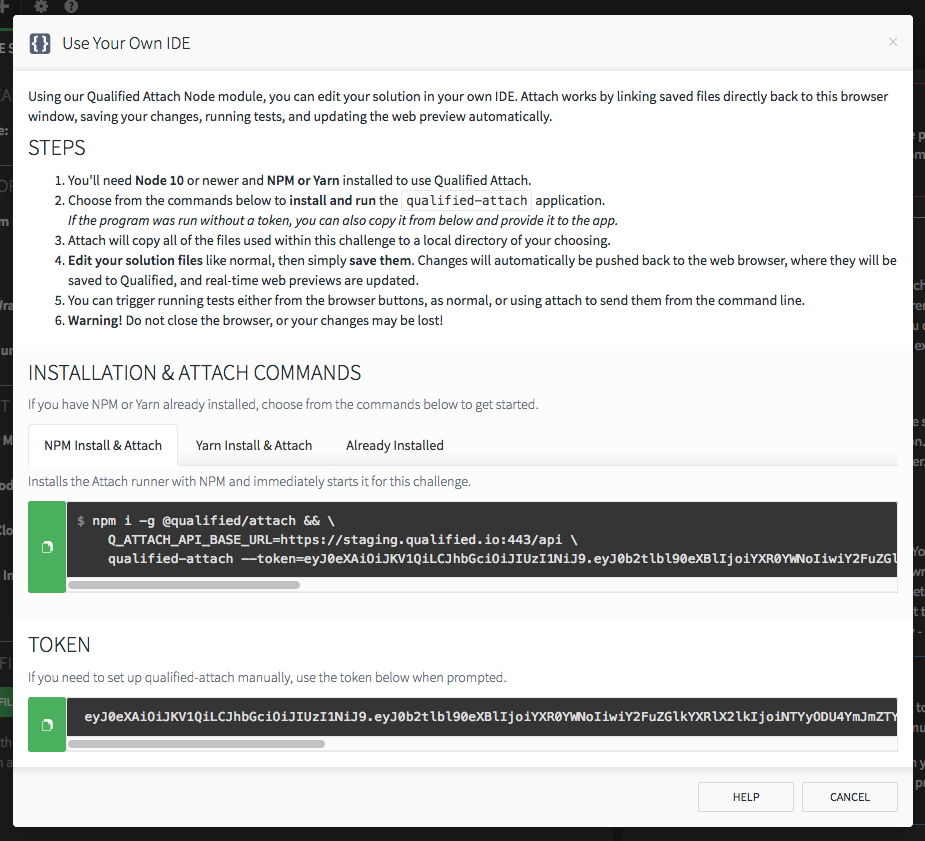 Use Your Own IDE
Using our Qualified Attach Node module, you can edit your solution in your own IDE. Attach works by linking saved files directly back to this browser
window, saving your changes, running tests, and updating the web preview automatically.
STEPS
1. You'll need Node 10 or newer and NPM or Yarn installed to use Qualified Attach.
2. Choose from the commands below to install and run the qualified-attach application.
If the program was run without a token, you can also copy it from below and provide it to the app.
3. Attach will copy all of the files used within this challenge to a local directory of your choosing.
4. Edit your solution files like normal, then simply save them. Changes will automatically be pushed back to the web browser, where they will be
saved to Qualified, and real-time web previews are updated.
5. You can trigger running tests either from the browser buttons, as normal, or using attach to send them from the command line.
6. Warning! Do not close the browser, or your changes may be lost!
INSTALLATION & ATTACH COMMANDS
If you have NPM or Yarn already installed, choose from the commands below to get started.
NPM Install & Attach Yarn Install & Attach Already Installed
Installs the Attach runner with NPM and immediately starts it for this challenge.
$ npm i -g @qualified/attach && \
Q_ATTACH_API_BASE_URL=https://staging.qualified.io:443/api \
qualified-attach --token=eyJ0eXAiOiJKV1QiLCJhbGciOiJIUzI1NiJ9.eyJ0b2tlbl90eXBlIjoiYXR0YWNoIiwiY2FuZGl
TOKEN
If you need to set up qualified-attach manually, use the token below when prompted.
eyJ0eXAiOiJKV1QiLCJhbGciOiJIUzI1NiJ9.eyJ0b2tlbl90eXBlIjoiYXR0YWNoIiwiY2FuZGlkYXRlX2lkIjoiNTYyODU4YmJmZTY
HELP CANCEL